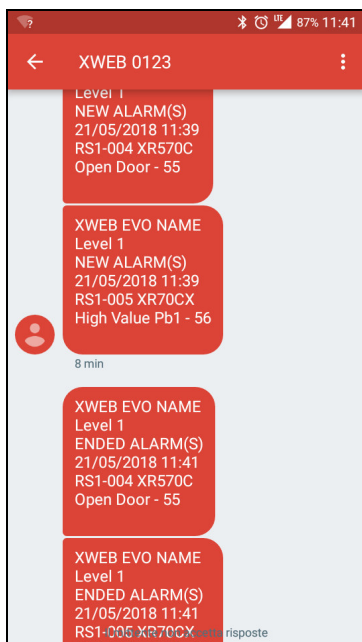 87% 11:41
XWEB 0123
Level 1
NEW ALARM(S)
21/05/2018 11:39
RS1-004 XR570C
Open Door - 55
XWEB EVO NAME
Level 1
NEW ALARM(S)
21/05/2018 11:39
RS1-005 XR70CX
High Value Pb1 - 56
8 min
XWEB EVO NAME
Level 1
ENDED ALARM(S)
21/05/2018 11:41
RS1-004 XR570C
Open Door - 55
XWEB EVO NAME
Level 1
ENDED ALARM(S)
21/05/2018 11:41
RS1-005 XR70CX
risposte